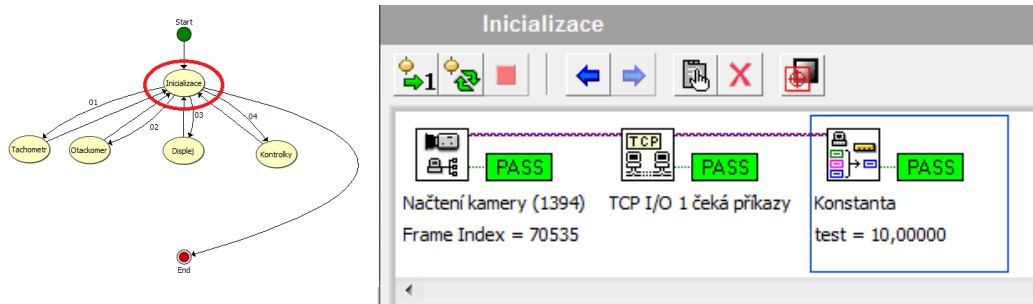 Start
Inicializace
01
02
03
04
Tachometr
Otackomer
Displej
Kontrolky
End
Inicializace
1
TCP
PASS
PASS
PASS
Načtení kamery (1394)
TCP I/O 1 čeká příkazy
Konstanta
Frame Index = 70535
test = 10,00000